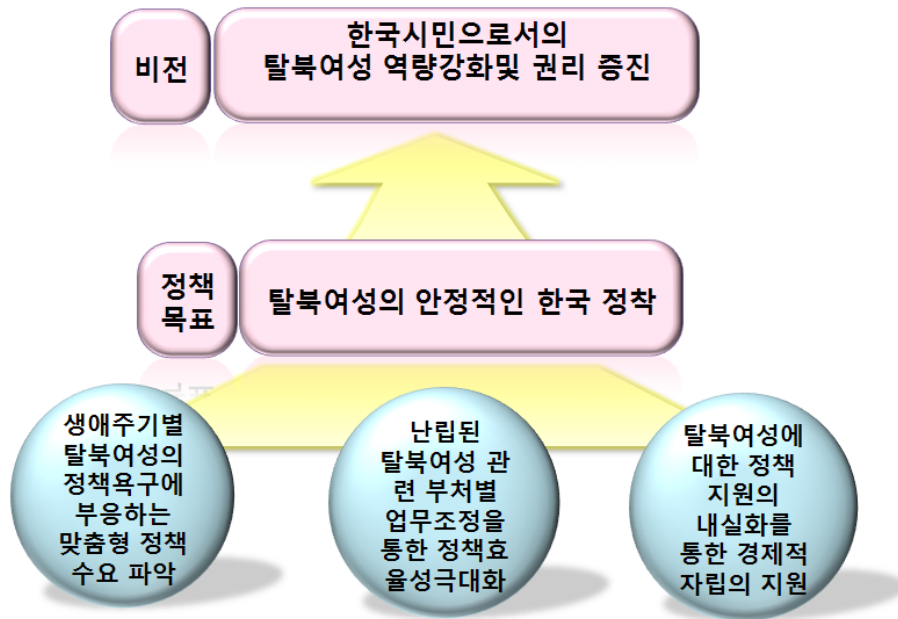 비전
한국시민으로서의
탈북여성 역량강화및 권리 증진
정책
목표
탈북여성의 안정적인 한국 정착
생애주기별
탈북여성의
정책욕구에
부응하는
맞춤형 정책
수요 파악
난립된
탈북여성 관
련 부처별
업무조정을
통한 정책효
율성극대화
탈북여성에
대한 정책
지원의
내실화를
통한 경제적
자립의 지원